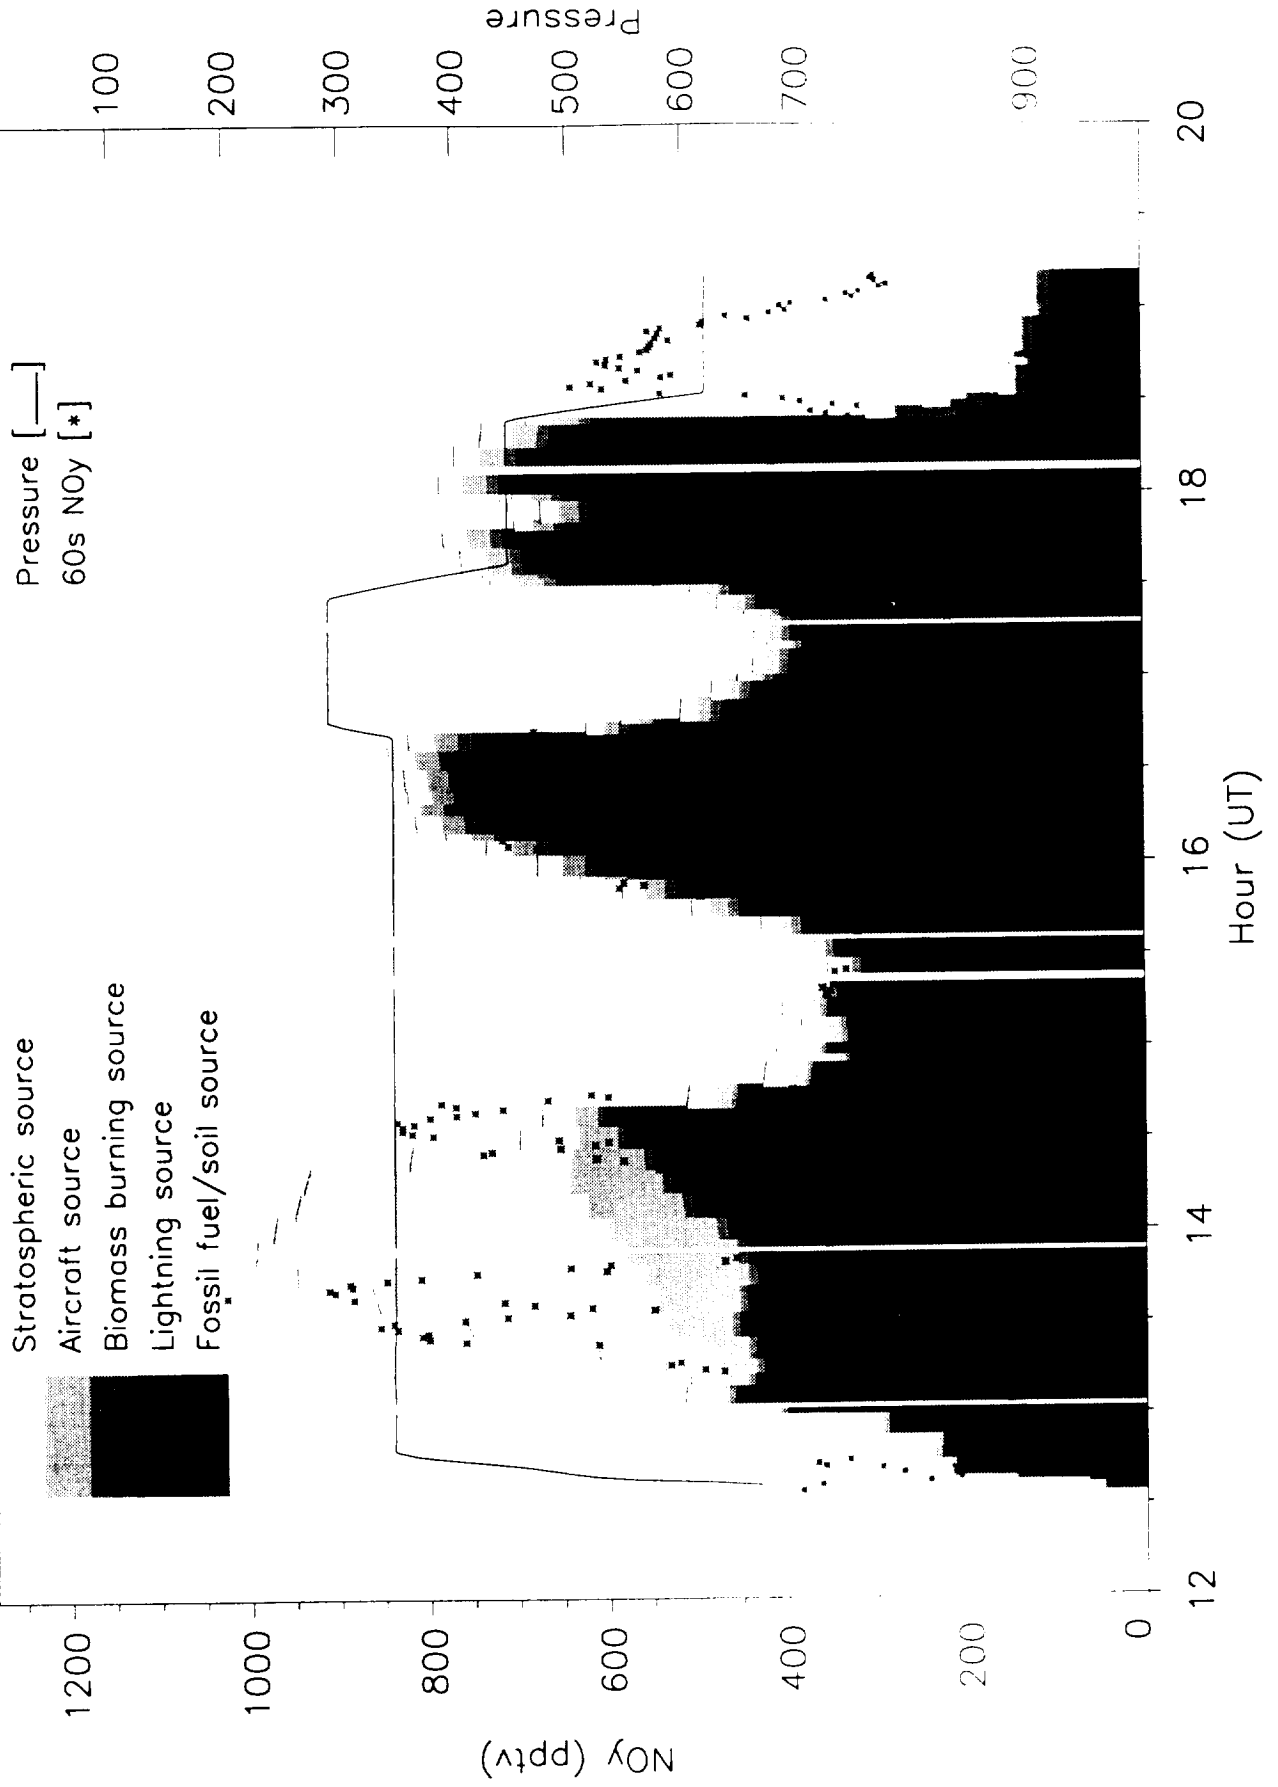 Stratospheric source
Aircraft source
Biomass burning source
Lightning source
Fossil fuel/soil source
Pressure [___]
60s NOy [*]
NOy (pptv)
1200
1000
800
600
400
200
0
Pressure
100
200
300
400
500
600
700
900
12
14
16
18
20
Hour (UT)